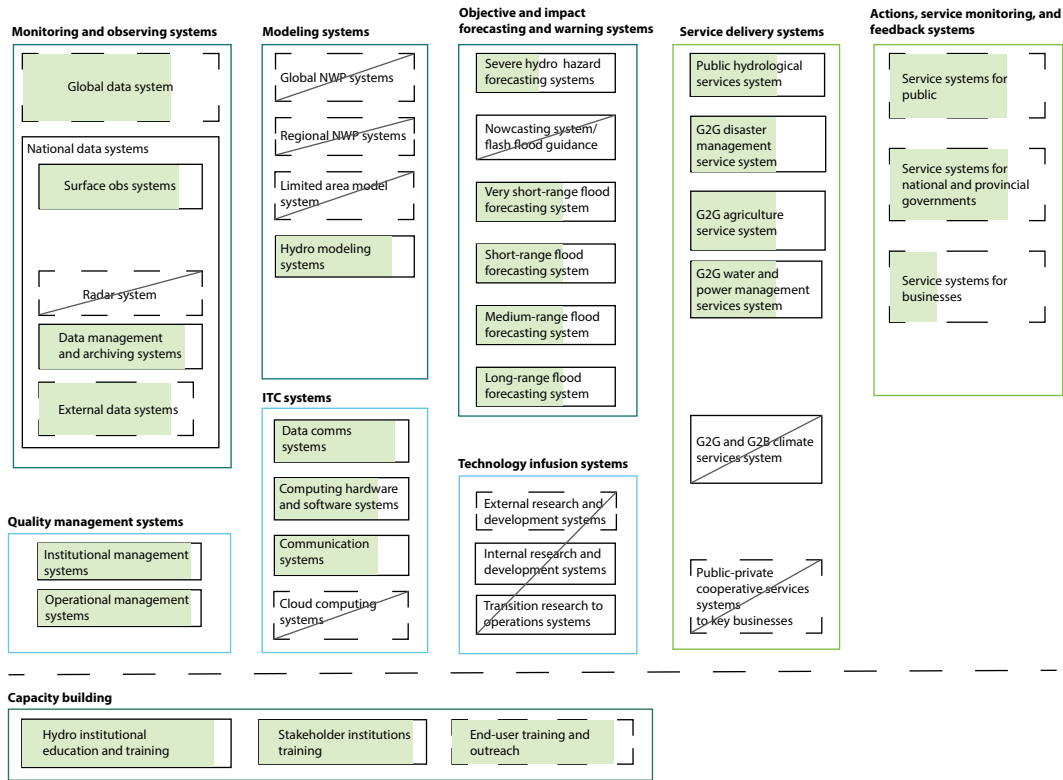 Monitoring and observing systems
Global data system
National data systems
Surface obs systems
Radar system
Data management
and archiving systems
External data systems
Modeling systems
Global NWP systems
Regional NWP systems
Limited area model
system
Hydro modeling
systems
Objective and impact
forecasting and warning systems
Severe hydro hazard
forecasting systems
Nowcasting system/
flash flood guidance
Very short-range flood
forecasting system
Short-range flood
forecasting system
Medium-range flood
forecasting system
Long-range flood
forecasting system
Service delivery systems
Public hydrological
services system
G2G disaster
management
service system
G2G agriculture
service system
G2G water and
power management
services system
G2G and G2B climate
services system
Public-private
cooperative services
systems
to key businesses
Actions, service monitoring, and
feedback systems
Service systems for
public
Service systems for
national and provincial
governments
Service systems for
businesses
Quality management systems
Institutional management
systems
Operational management
systems
ITC systems
Data comms
systems
Computing hardware
and software systems
Communication
systems
Cloud computing
systems
Technology infusion systems
External research and
development systems
Internal research and
development systems
Transition research to
operations systems
Capacity building
Hydro institutional
education and training
Stakeholder institutions
training
End-user training and
outreach